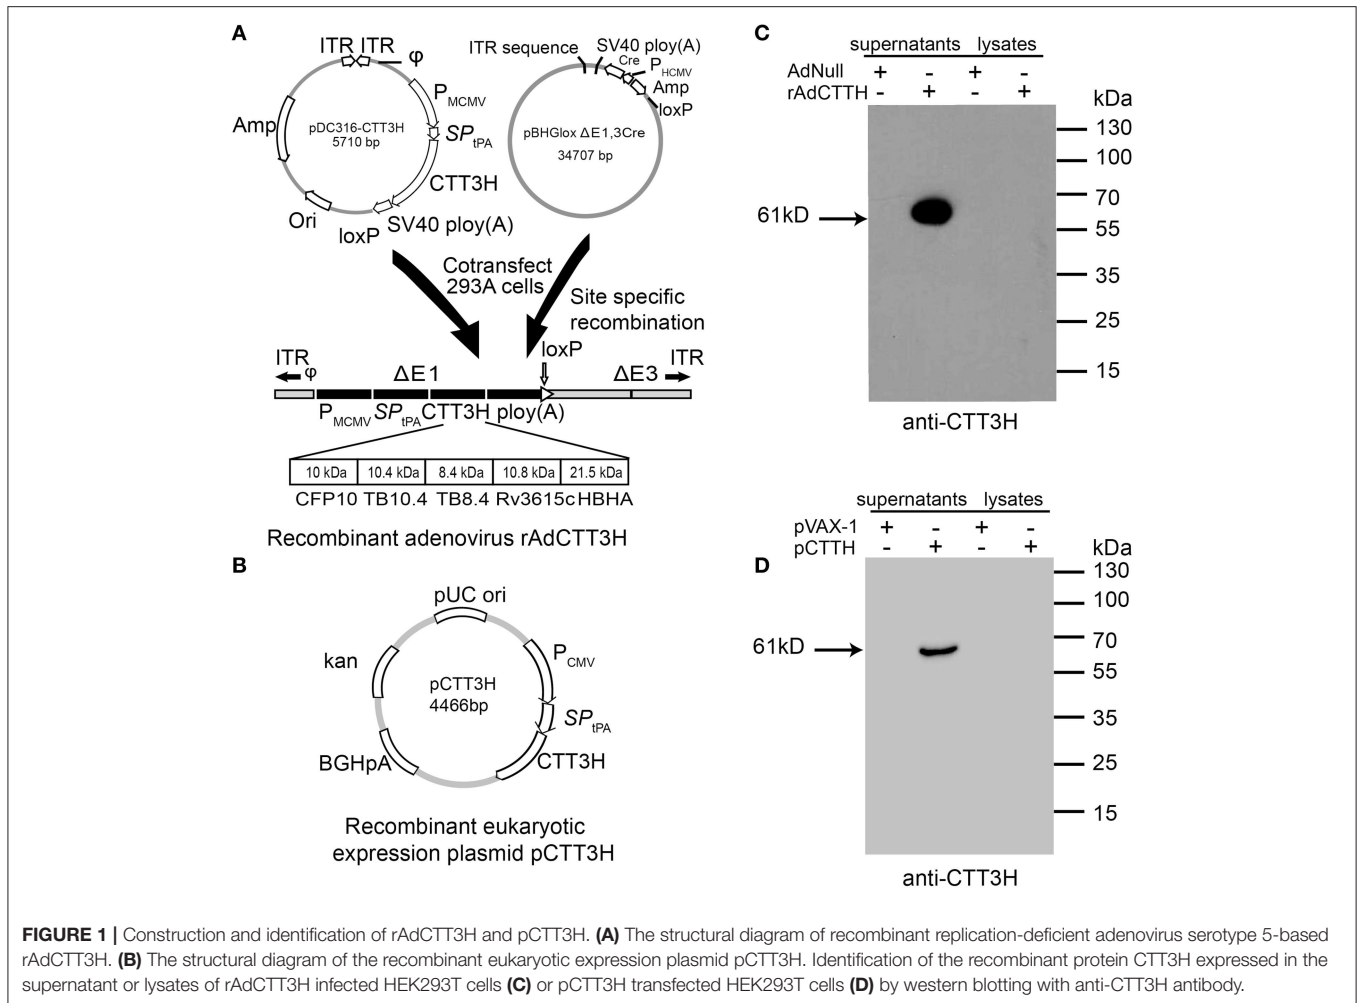 A
ITR ITR
φ
P MCMV
SP tPA
CTT3H
SV40 ploy(A)
loxP
Ori
Amp
pDC316-CTT3H
5710 bp
ITR sequence
SV40 ploy(A)
Cre
P HCMV
Amp
loxP
pBHGlox ΔE1,3Cre
34707 bp
Cotransfect
293A cells
Site specific
recombination
loxP
ITR φ ΔE1 ΔE3 ITR
P MCMV SP tPA CTT3H ploy(A)
10 kDa 10.4 kDa 8.4 kDa 10.8 kDa 21.5 kDa
CFP10 TB10.4 TB8.4 Rv3615c HBHA
Recombinant adenovirus rAdCTT3H
B
pUC ori
P CMV
SP tPA
CTT3H
BGHpA
kan
pCTT3H
4466bp
Recombinant eukaryotic
expression plasmid pCTT3H
C
supernatants lysates
AdNull + - + -
rAdCTTH - + - +
kDa
130
100
70
61kD
55
35
25
15
anti-CTT3H
D
supernatants lysates
pVAX-1 + - + -
pCTTH - + - +
kDa
130
100
70
61kD
55
35
25
15
anti-CTT3H
FIGURE 1 | Construction and identification of rAdCTT3H and pCTT3H. (A) The structural diagram of recombinant replication-deficient adenovirus serotype 5-based
rAdCTT3H. (B) The structural diagram of the recombinant eukaryotic expression plasmid pCTT3H. Identification of the recombinant protein CTT3H expressed in the
supernatant or lysates of rAdCTT3H infected HEK293T cells (C) or pCTT3H transfected HEK293T cells (D) by western blotting with anti-CTT3H antibody.